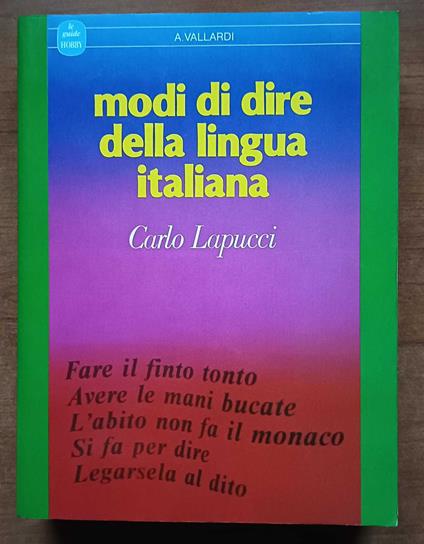 le
guide
HOBBY
A.VALLARDI
modi di dire
della lingua
italiana
Carlo Lapucci
Fare il finto tonto
Avere le mani bucate
L'abito non fa il monaco
Si fa per dire
Legarsela al dito